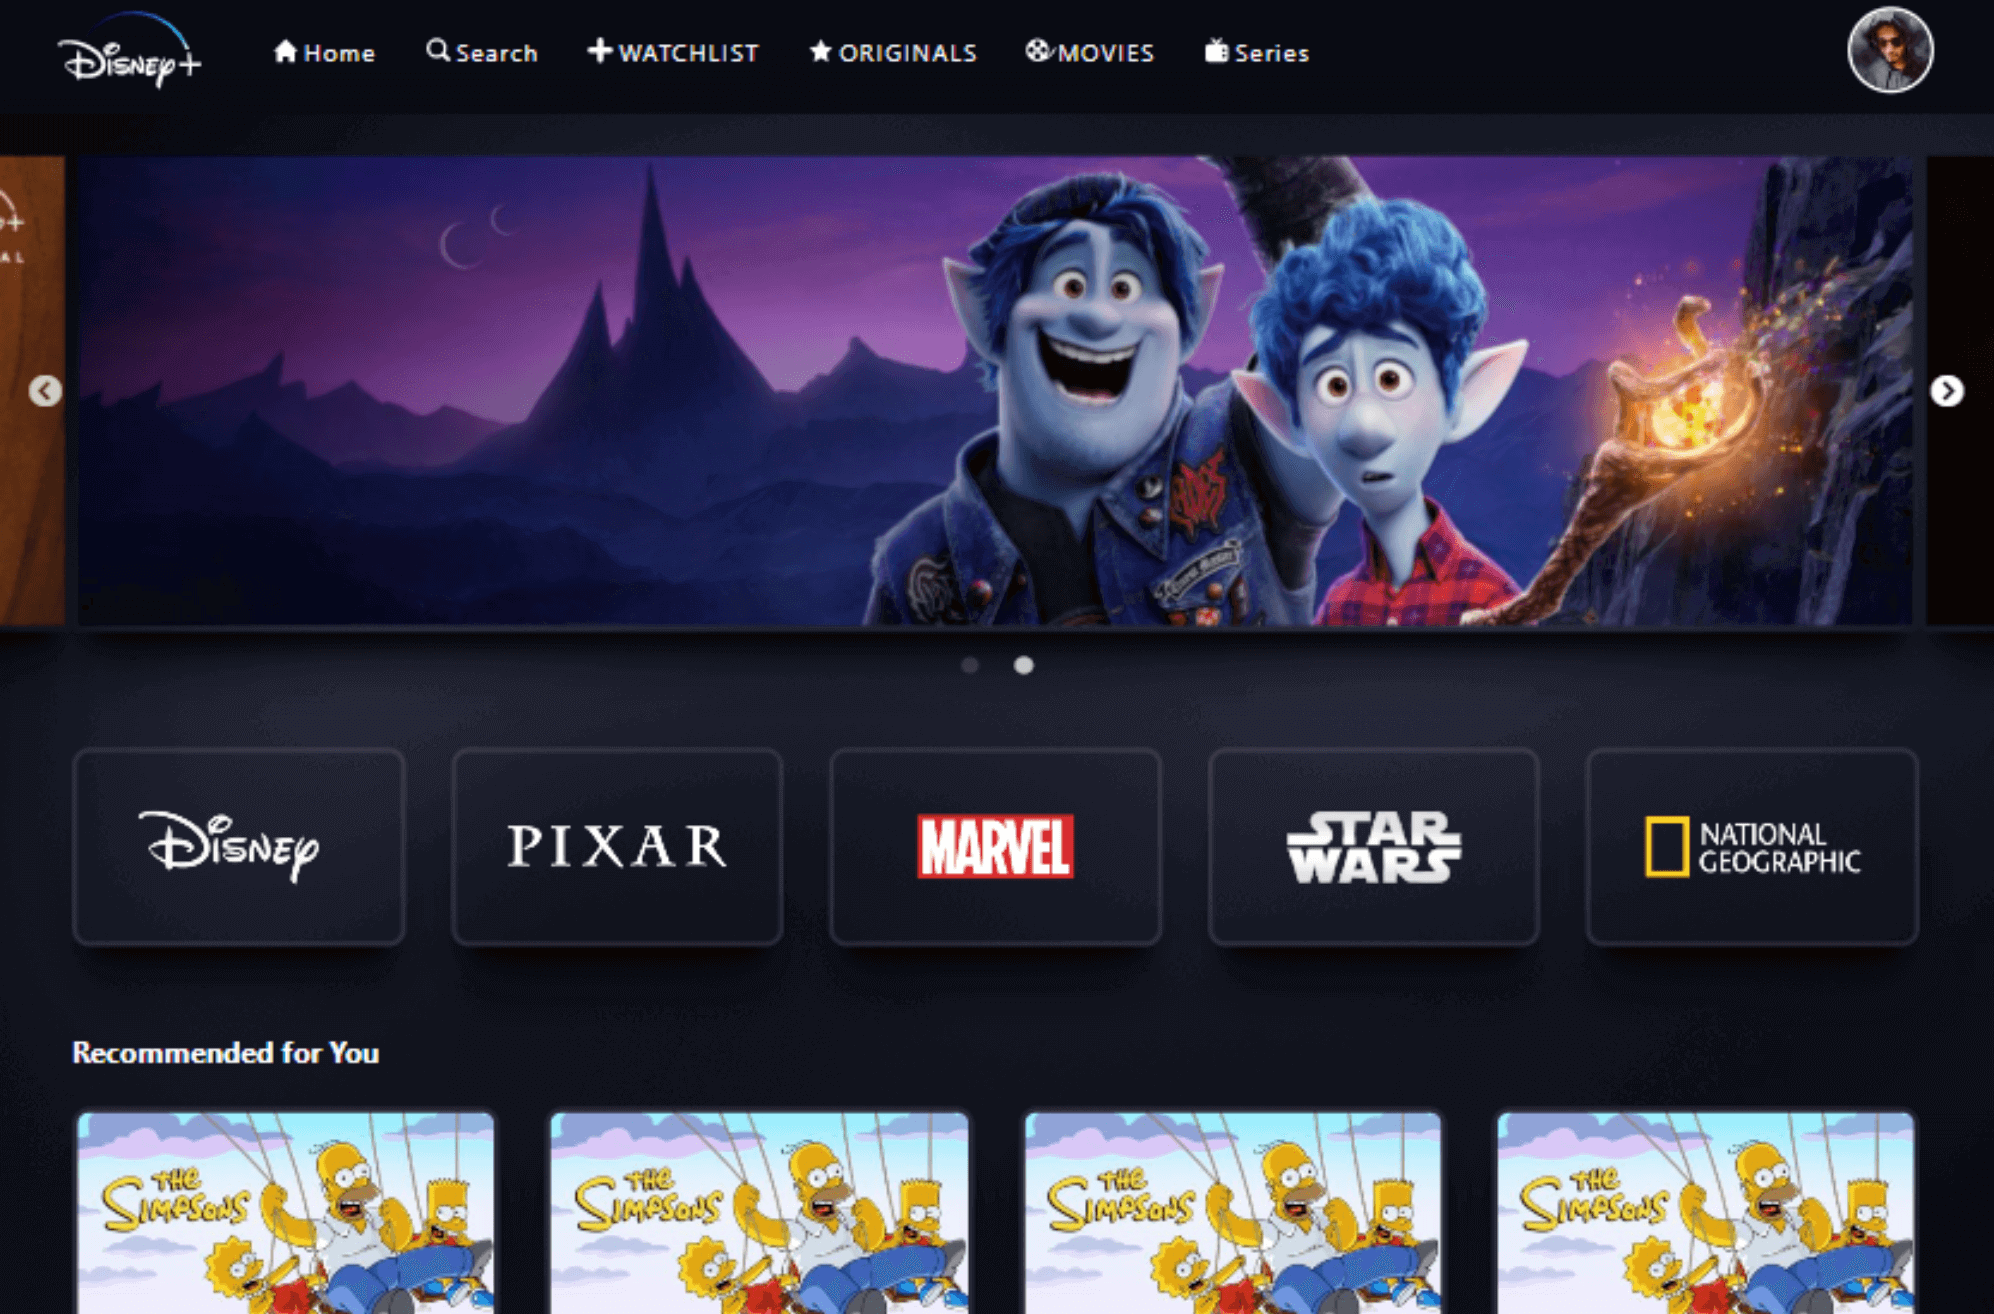 Disney+
Home
Search
WATCHLIST
ORIGINALS
MOVIES
Series
Disney
PIXAR
MARVEL
STAR
WARS
NATIONAL
GEOGRAPHIC
Recommended for You
THE
SIMPSONS
THE
SIMPSONS
THE
SIMPSONS
THE
SIMPSONS